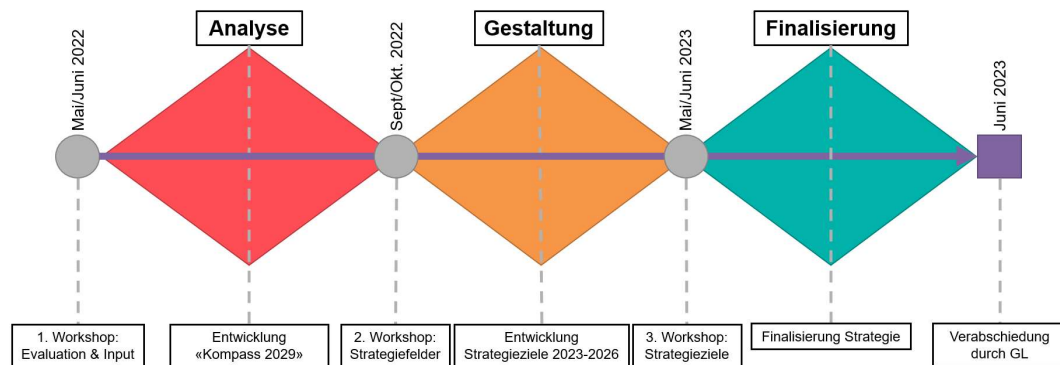 Analyse
Gestaltung
Finalisierung
Mai/Juni 2022
Sept/Okt. 2022
Mai/Juni 2023
Juni 2023
1. Workshop:
Evaluation & Input
Entwicklung
«Kompass 2029»
2. Workshop:
Strategiefelder
Entwicklung
Strategieziele 2023-2026
3. Workshop:
Strategieziele
Finalisierung Strategie
Verabschiedung
durch GL